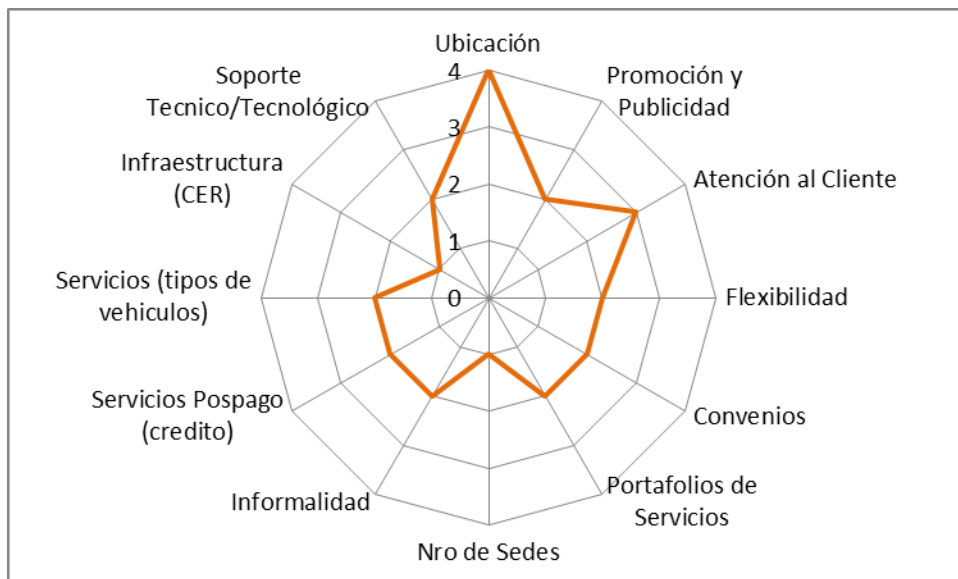 Ubicación
Promoción y
Publicidad
Atención al Cliente
Flexibilidad
Convenios
Portafolios de
Servicios
Nro de Sedes
Informalidad
Servicios Pospago
(credito)
Servicios (tipos de
vehiculos)
Infraestructura
(CER)
Soporte
Tecnico/Tecnológico
4
3
2
1
0